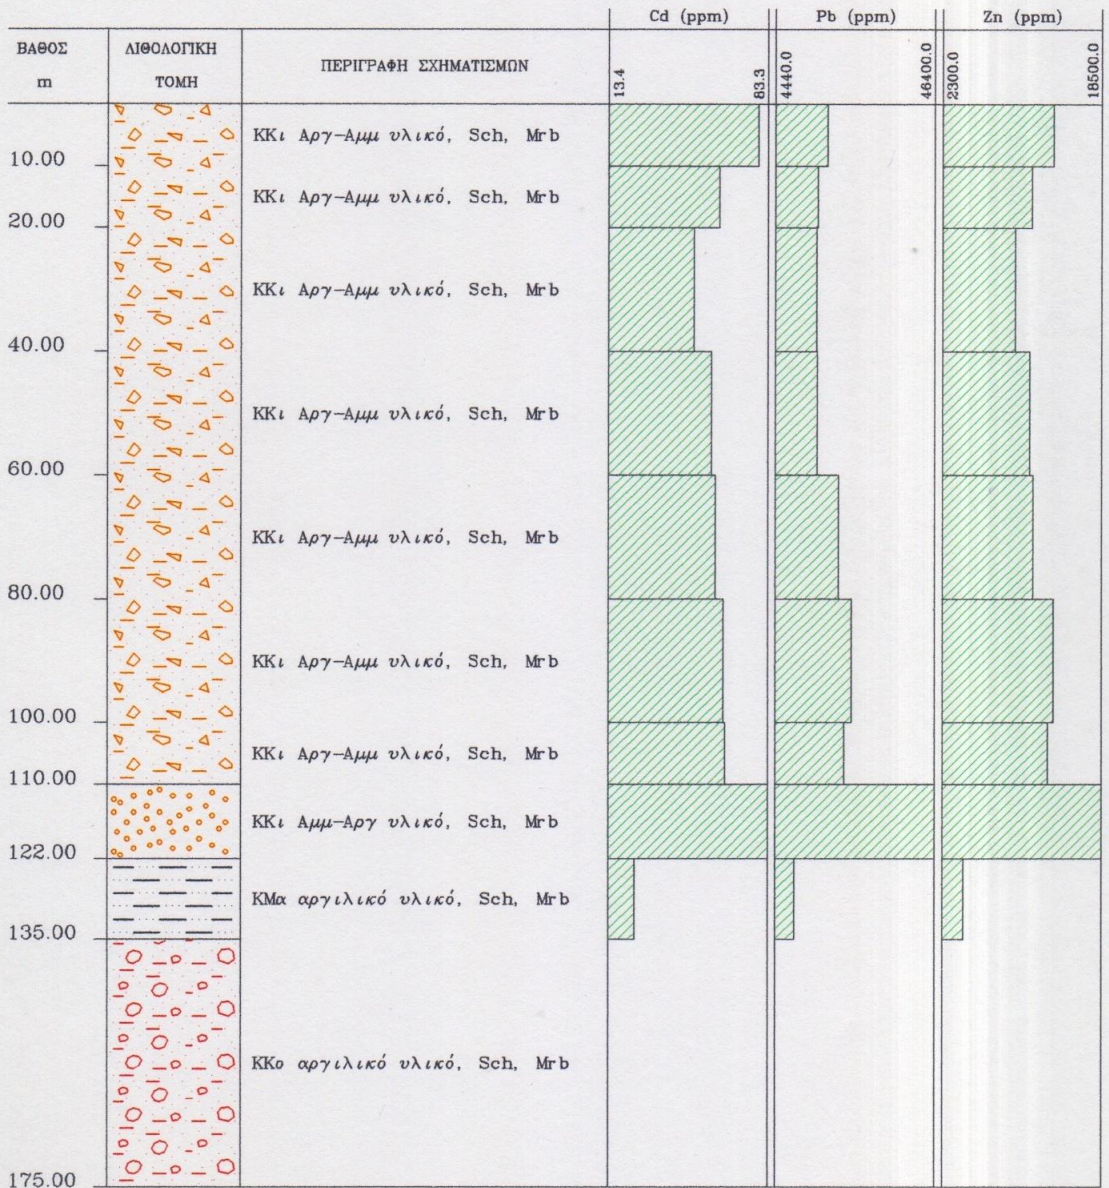 Cd (ppm) Pb (ppm) Zn (ppm)
ΒΑΘΟΣ
m
ΛΙΘΟΛΟΓΙΚΗ
ΤΟΜΗ
ΠΕΡΙΓΡΑΦΗ ΣΧΗΜΑΤΙΣΜΩΝ
13.4 83.3 4440.0 46400.0 2300.0 18500.0
ΚΚι Αργ-Αμμ υλικό, Sch, Mrb
10.00
ΚΚι Αργ-Αμμ υλικό, Sch, Mrb
20.00
ΚΚι Αργ-Αμμ υλικό, Sch, Mrb
40.00
ΚΚι Αργ-Αμμ υλικό, Sch, Mrb
60.00
ΚΚι Αργ-Αμμ υλικό, Sch, Mrb
80.00
ΚΚι Αργ-Αμμ υλικό, Sch, Mrb
100.00
ΚΚι Αργ-Αμμ υλικό, Sch, Mrb
110.00
ΚΚι Αμμ-Αργ υλικό, Sch, Mrb
122.00
ΚΜα αργιλικό υλικό, Sch, Mrb
135.00
ΚΚο αργιλικό υλικό, Sch, Mrb
175.00